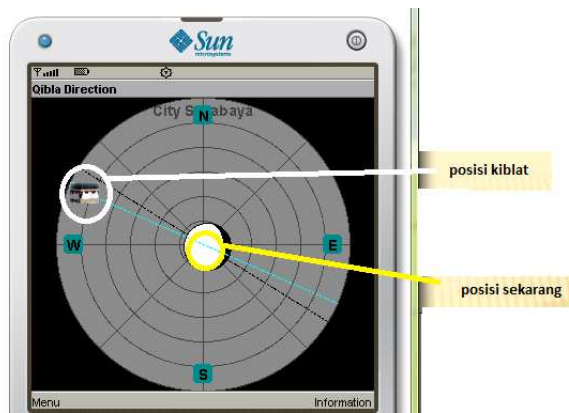 Sun
microsystems
Qibla Direction
City Surabaya
N
W
E
S
posisi kiblat
posisi sekarang
Menu
Information